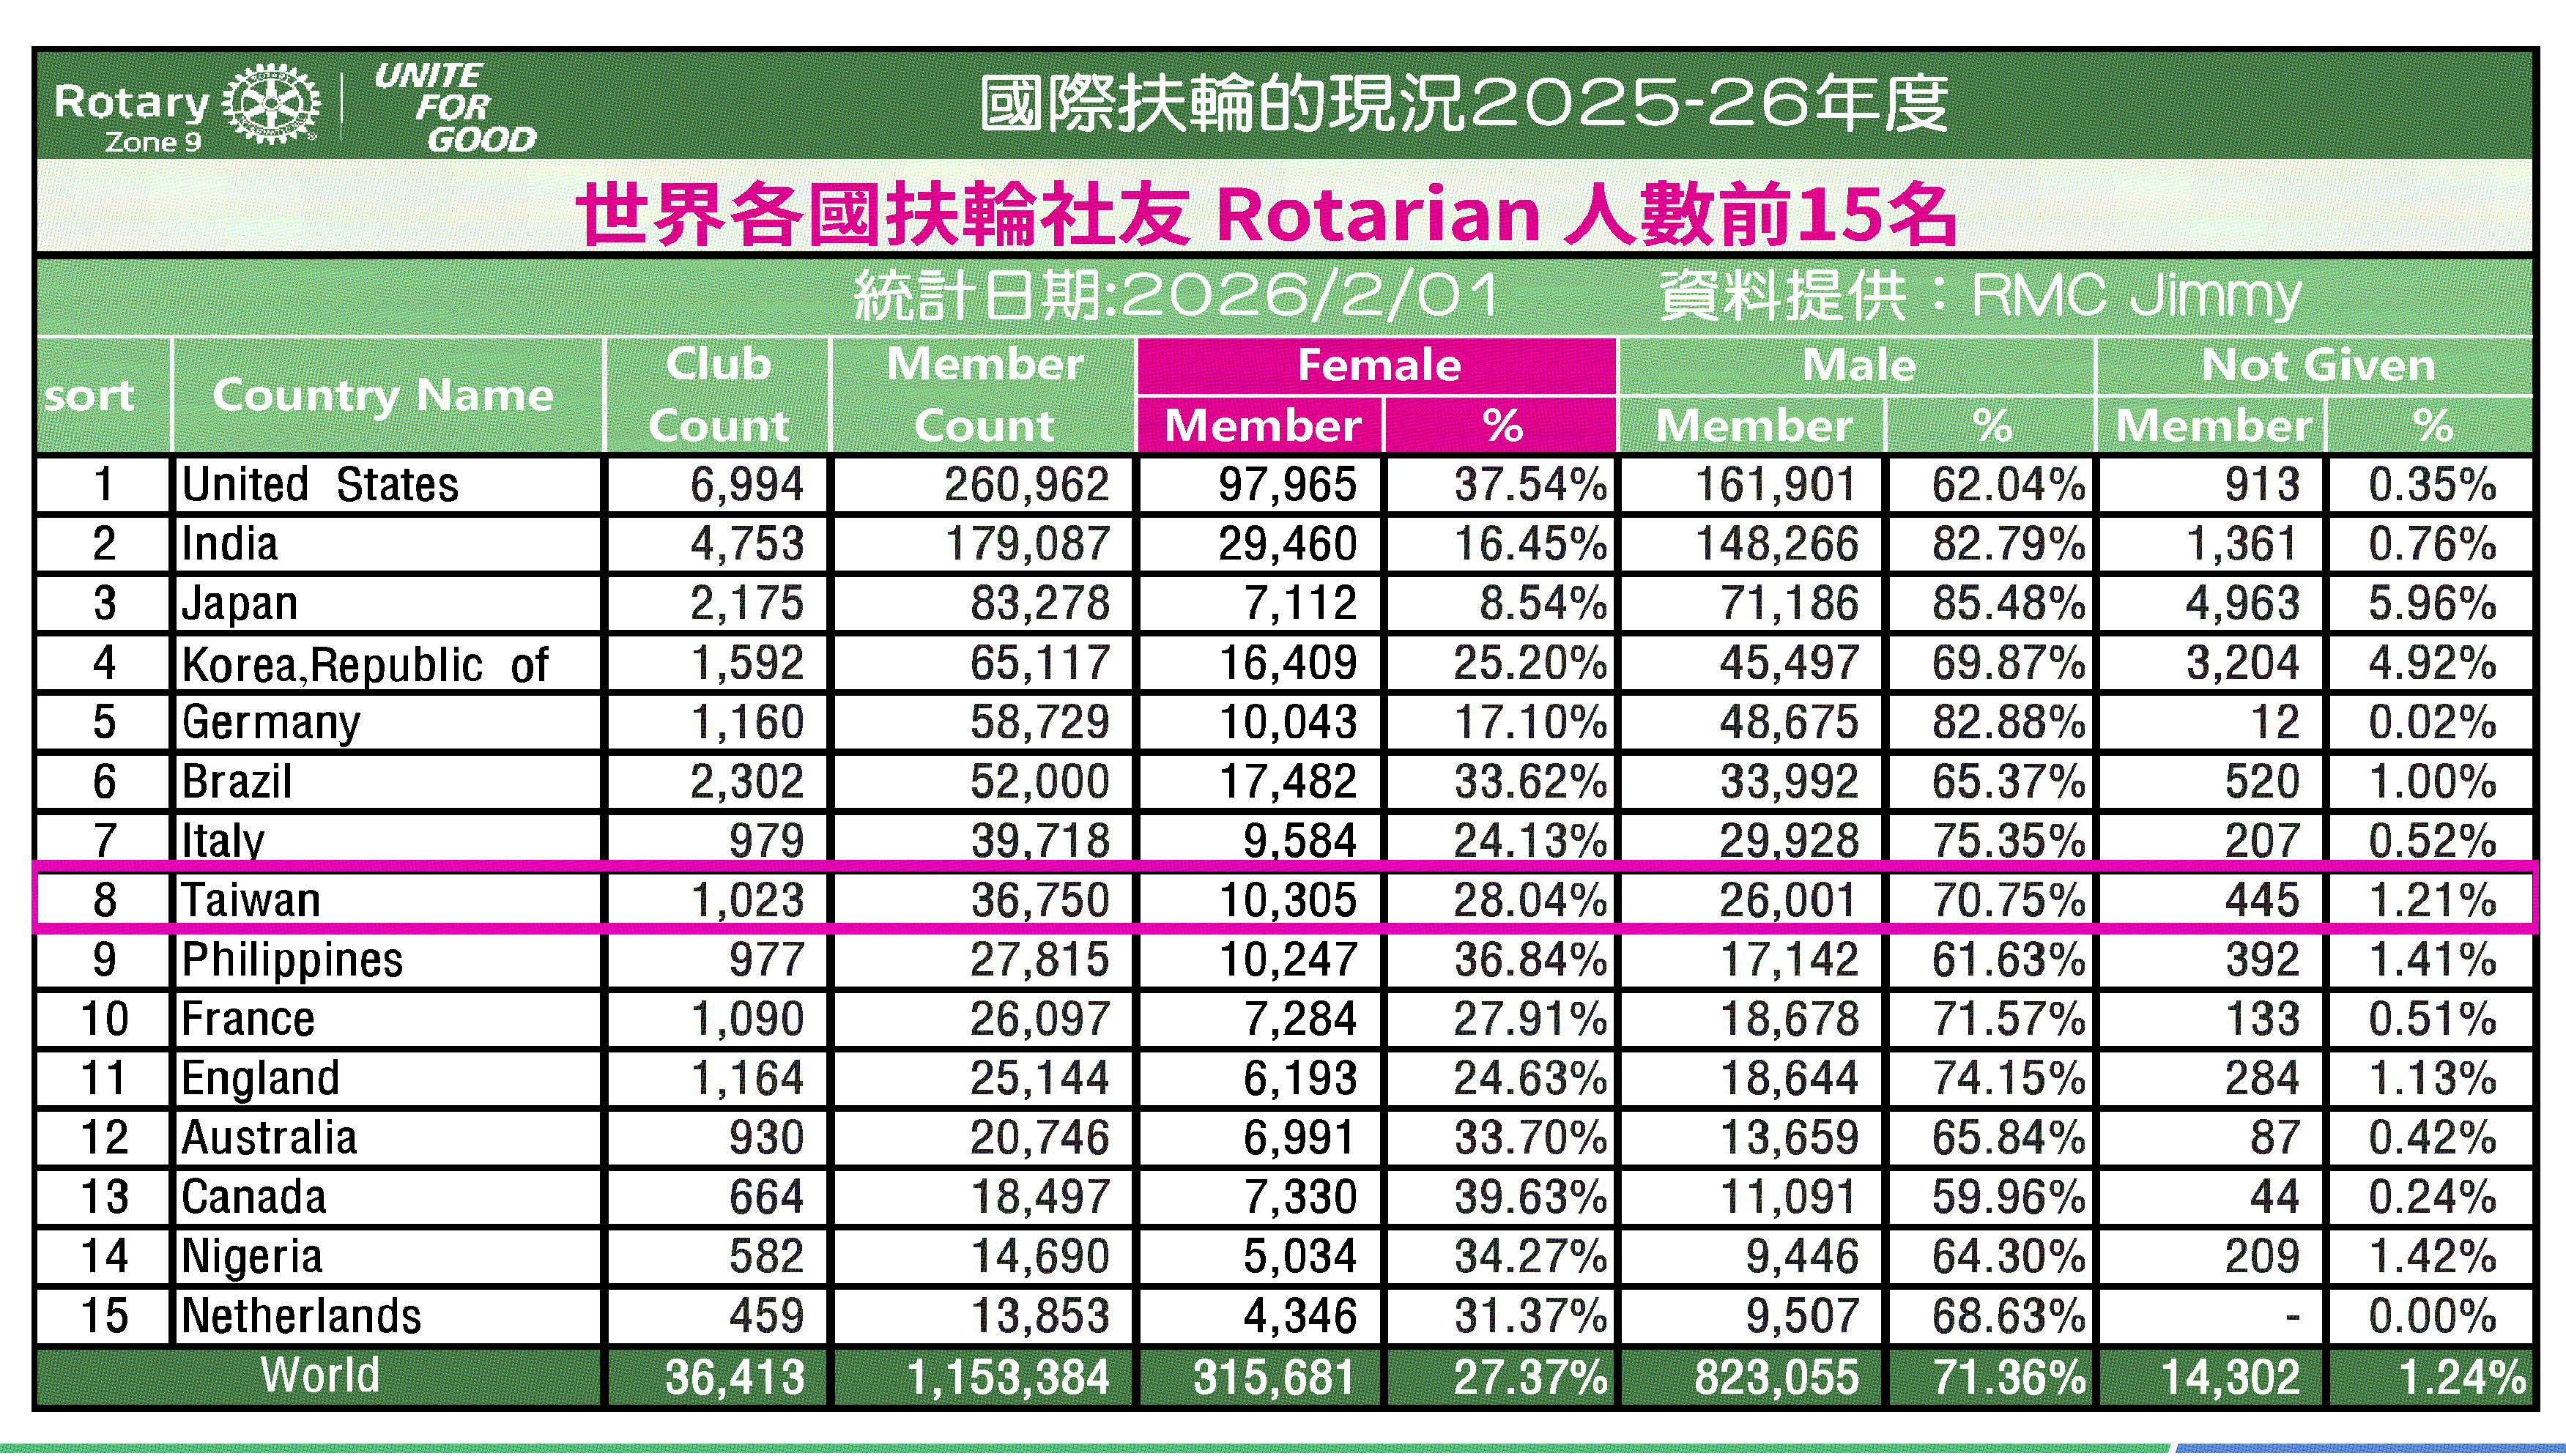 Rotary
Zone 9
UNITE
FOR
GOOD
國際扶輪的現況2025-26年度
世界各國扶輪社友 Rotarian 人數前15名
統計日期:2026/2/01 資料提供：RMC Jimmy
sort Country Name Club Count Member Count Female Male Not Given
Member % Member % Member %
1 United States 6,994 260,962 97,965 37.54% 161,901 62.04% 913 0.35%
2 India 4,753 179,087 29,460 16.45% 148,266 82.79% 1,361 0.76%
3 Japan 2,175 83,278 7,112 8.54% 71,186 85.48% 4,963 5.96%
4 Korea,Republic of 1,592 65,117 16,409 25.20% 45,497 69.87% 3,204 4.92%
5 Germany 1,160 58,729 10,043 17.10% 48,675 82.88% 12 0.02%
6 Brazil 2,302 52,000 17,482 33.62% 33,992 65.37% 520 1.00%
7 Italy 979 39,718 9,584 24.13% 29,928 75.35% 207 0.52%
8 Taiwan 1,023 36,750 10,305 28.04% 26,001 70.75% 445 1.21%
9 Philippines 977 27,815 10,247 36.84% 17,142 61.63% 392 1.41%
10 France 1,090 26,097 7,284 27.91% 18,678 71.57% 133 0.51%
11 England 1,164 25,144 6,193 24.63% 18,644 74.15% 284 1.13%
12 Australia 930 20,746 6,991 33.70% 13,659 65.84% 87 0.42%
13 Canada 664 18,497 7,330 39.63% 11,091 59.96% 44 0.24%
14 Nigeria 582 14,690 5,034 34.27% 9,446 64.30% 209 1.42%
15 Netherlands 459 13,853 4,346 31.37% 9,507 68.63% - 0.00%
World 36,413 1,153,384 315,681 27.37% 823,055 71.36% 14,302 1.24%